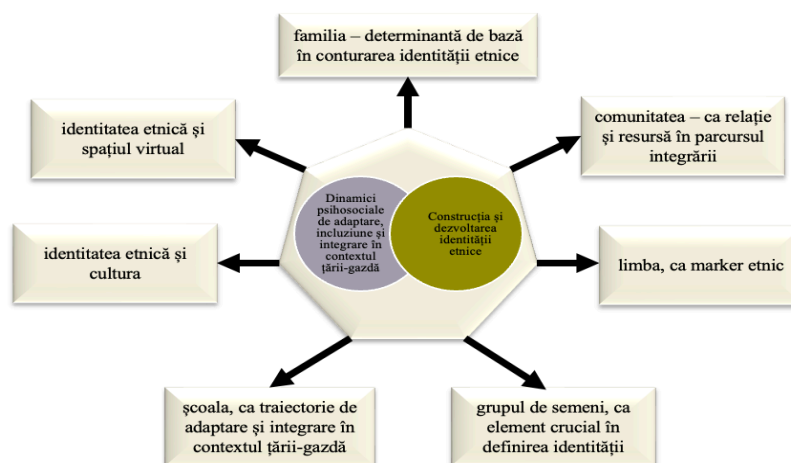 familia – determinantă de bază
în conturarea identității etnice
identitatea etnică și
spațiul virtual
comunitatea – ca relație
și resursă în parcursul
integrării
Dinamici
psihosociale
de adaptare,
incluziune și
integrare în
contextul
țării-gazdă
Construcția și
dezvoltarea
identității
etnice
identitatea etnică și
cultura
limba, ca marker etnic
școala, ca traiectorie de
adaptare și integrare în
contextul țării-gazdă
grupul de semeni, ca
element crucial în
definirea identității